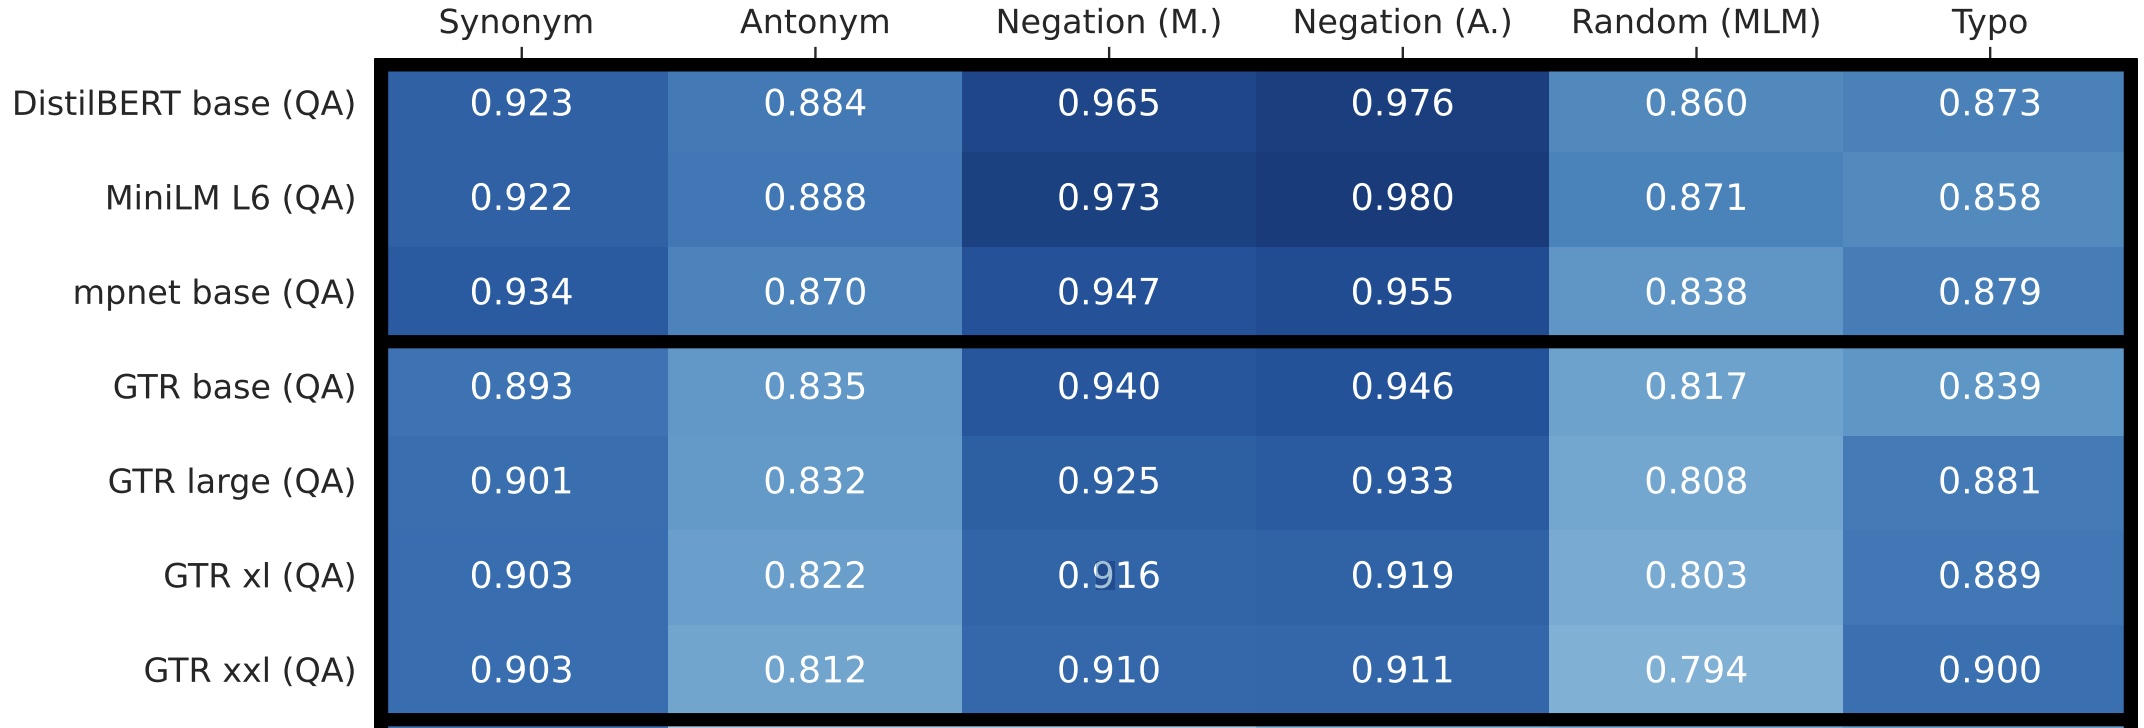 Synonym Antonym Negation (M.) Negation (A.) Random (MLM) Typo
DistilBERT base (QA) 0.923 0.884 0.965 0.976 0.860 0.873
MiniLM L6 (QA) 0.922 0.888 0.973 0.980 0.871 0.858
mpnet base (QA) 0.934 0.870 0.947 0.955 0.838 0.879
GTR base (QA) 0.893 0.835 0.940 0.946 0.817 0.839
GTR large (QA) 0.901 0.832 0.925 0.933 0.808 0.881
GTR xl (QA) 0.903 0.822 0.916 0.919 0.803 0.889
GTR xxl (QA) 0.903 0.812 0.910 0.911 0.794 0.900